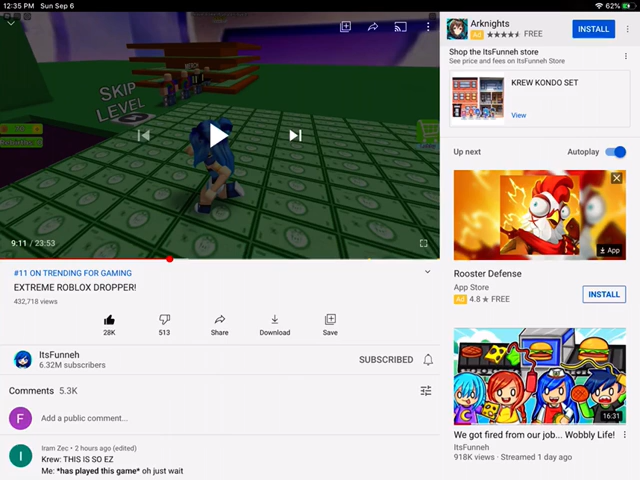 12:35 PM Sun Sep 6
62%
SKIP
LEVEL
9:11 / 23:53
#11 ON TRENDING FOR GAMING
EXTREME ROBLOX DROPPER!
432,718 views
28K
513
Share
Download
Save
ItsFunneh
6.32M subscribers
SUBSCRIBED
Comments 5.3K
F
Add a public comment...
I
Iram Zec • 2 hours ago (edited)
Krew: THIS IS SO EZ
Me: *has played this game* oh just wait
Arknights
Ad
FREE
INSTALL
Shop the ItsFunneh store
See price and fees on ItsFunneh Store
KREW KONDO SET
View
Up next
Autoplay
App
Rooster Defense
App Store
Ad 4.8 ★ FREE
INSTALL
16:31
We got fired from our job... Wobbly Life!
ItsFunneh
918K views · Streamed 1 day ago